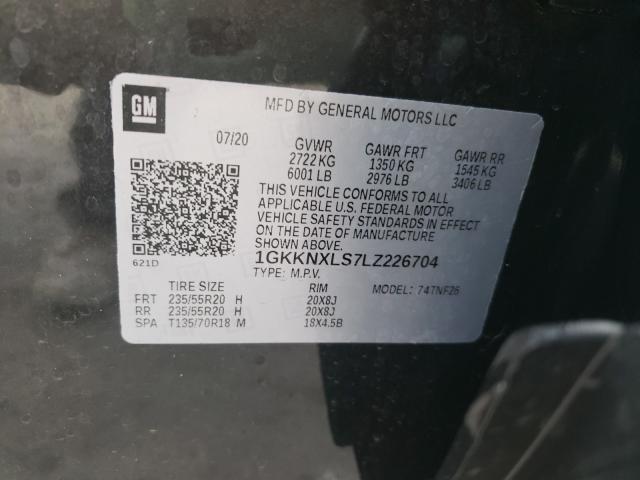 GM
MFD BY GENERAL MOTORS LLC
07/20 GVWR GAWR FRT GAWR RR
2722 KG 1350 KG 1545 KG
6001 LB 2976 LB 3406 LB
THIS VEHICLE CONFORMS TO ALL
APPLICABLE U.S. FEDERAL MOTOR
VEHICLE SAFETY STANDARDS IN EFFECT
ON THE DATE OF MANUFACTURE
SHOWN ABOVE.
621D
1GKKNXLS7LZ226704
TYPE: M.P.V. MODEL: 74TNF26
TIRE SIZE RIM
FRT 235/55R20 H 20X8J
RR 235/55R20 H 20X8J
SPA T135/70R18 M 18X4.5B